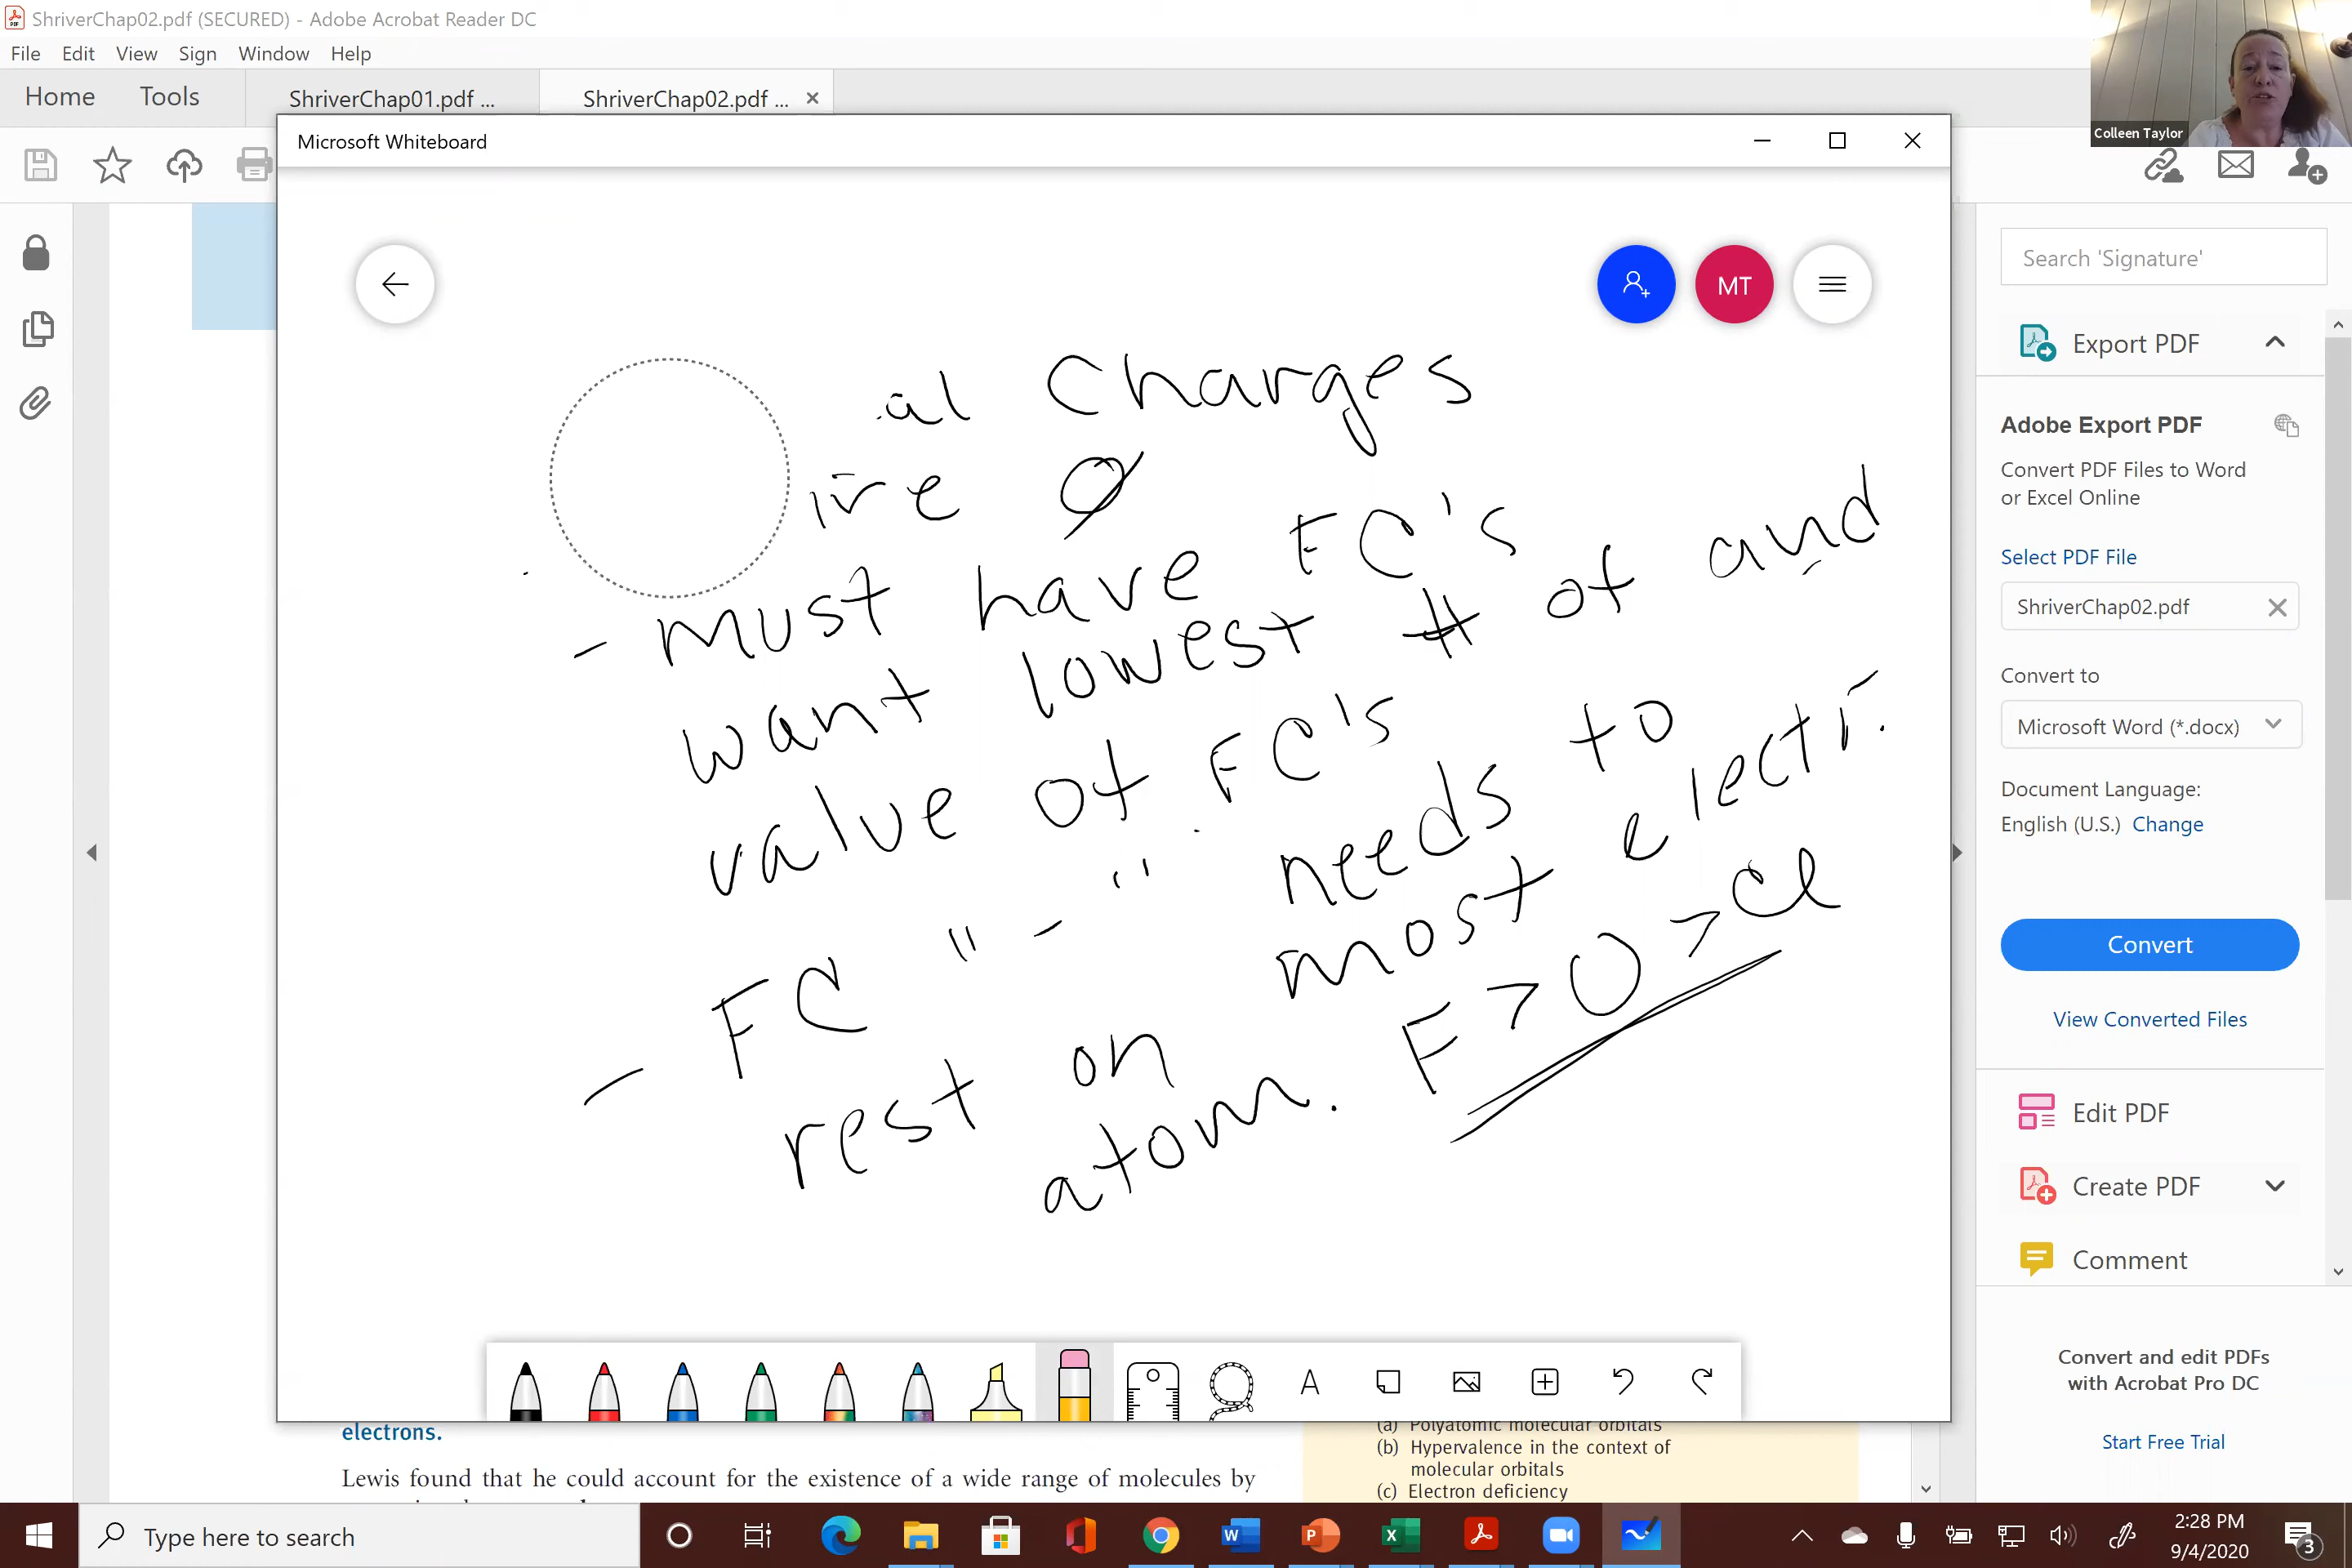 ShriverChap02.pdf (SECURED) - Adobe Acrobat Reader DC
File Edit View Sign Window Help
Home Tools ShriverChap01.pdf ... ShriverChap02.pdf ...
Colleen Taylor
Microsoft Whiteboard
MT
al Charges
ire Ø
- Must have FC's
want lowest # of and
value of FC's
- FC "-" needs to
rest on most electr.
atom. F > O > Cl
Search 'Signature'
Export PDF
Adobe Export PDF
Convert PDF Files to Word
or Excel Online
Select PDF File
ShriverChap02.pdf
Convert to
Microsoft Word (*.docx)
Document Language:
English (U.S.) Change
Convert
View Converted Files
Edit PDF
Create PDF
Comment
Convert and edit PDFs
with Acrobat Pro DC
Start Free Trial
electrons.
Lewis found that he could account for the existence of a wide range of molecules by
(a) Polyatomic molecular orbitals
(b) Hypervalence in the context of
molecular orbitals
(c) Electron deficiency
Type here to search
2:28 PM
9/4/2020
3